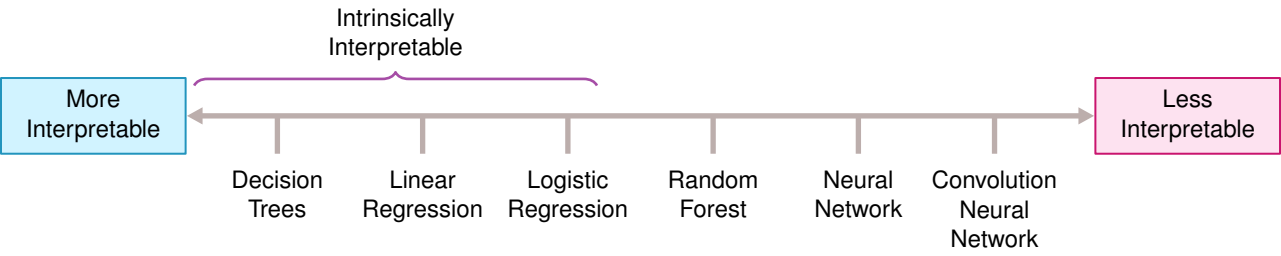 Intrinsically
Interpretable
More
Interpretable
Less
Interpretable
Decision
Trees
Linear
Regression
Logistic
Regression
Random
Forest
Neural
Network
Convolution
Neural
Network